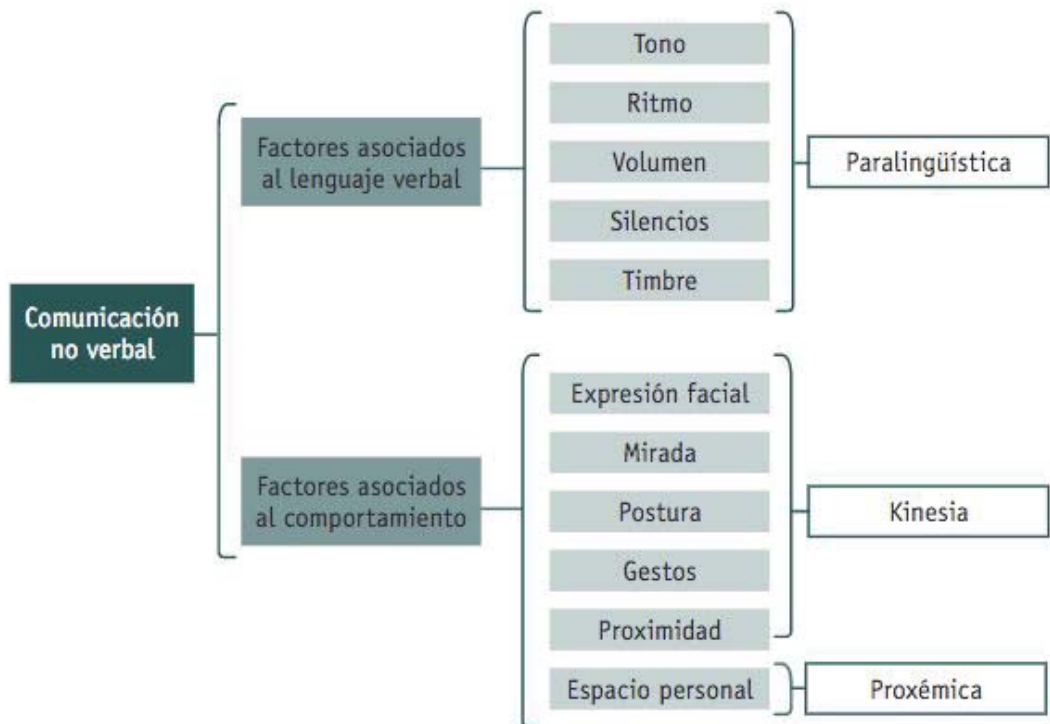 Comunicación
no verbal
Factores asociados
al lenguaje verbal
Tono
Ritmo
Volumen
Silencios
Timbre
Paralingüística
Factores asociados
al comportamiento
Expresión facial
Mirada
Postura
Gestos
Proximidad
Kinesia
Espacio personal
Proxémica